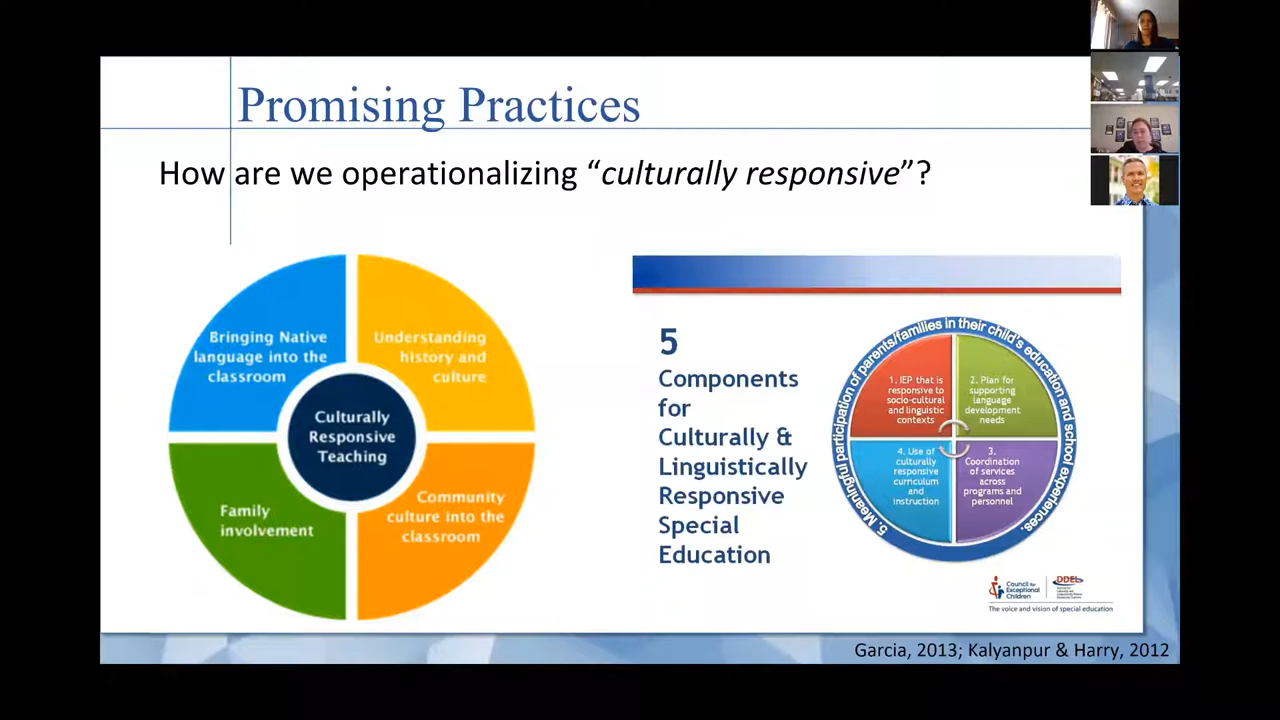 Promising Practices
How are we operationalizing “culturally responsive”?
Bringing Native
language into the
classroom
Understanding
history and
culture
Culturally
Responsive
Teaching
Family
involvement
Community
culture into the
classroom
5
Components
for
Culturally &
Linguistically
Responsive
Special
Education
1. IEP that is
responsive to
socio-cultural
and linguistic
contexts
2. Plan for
supporting
language
development
needs
3.
Coordination
of services
across
programs and
personnel
4. Use of
culturally
responsive
curriculum
and
instruction
5. Meaningful participation of parents/families in their child's education and school experiences.
Council for
Exceptional
Children
DDEL
The voice and vision of special education
Garcia, 2013; Kalyanpur & Harry, 2012